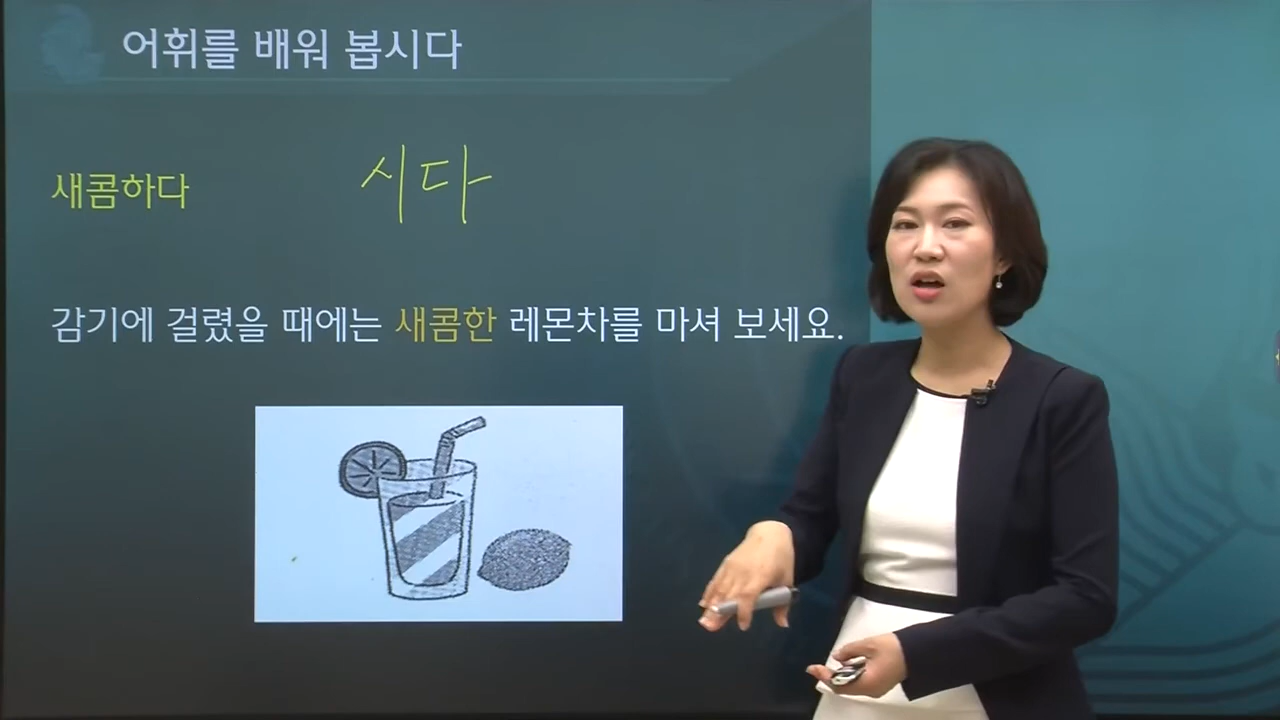 어휘를 배워 봅시다
새콤하다 시다
감기에 걸렸을 때에는 새콤한 레몬차를 마셔 보세요.